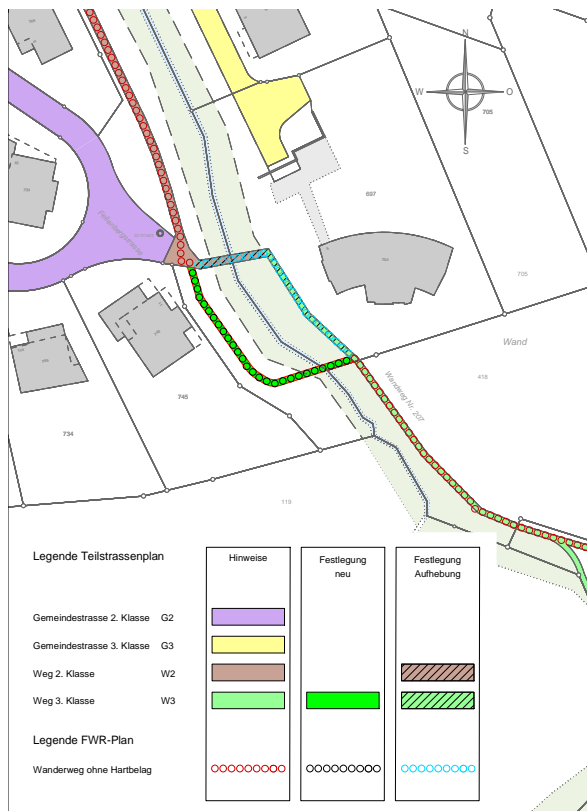 N
W
O
S
705
697
Felsenbergstrasse
705
Wand
418
Wandweg Nr. 207
745
734
119
Legende Teilstrassenplan
Hinweise
Festlegung
neu
Festlegung
Aufhebung
Gemeindestrasse 2. Klasse G2
Gemeindestrasse 3. Klasse G3
Weg 2. Klasse W2
Weg 3. Klasse W3
Legende FWR-Plan
Wanderweg ohne Hartbelag